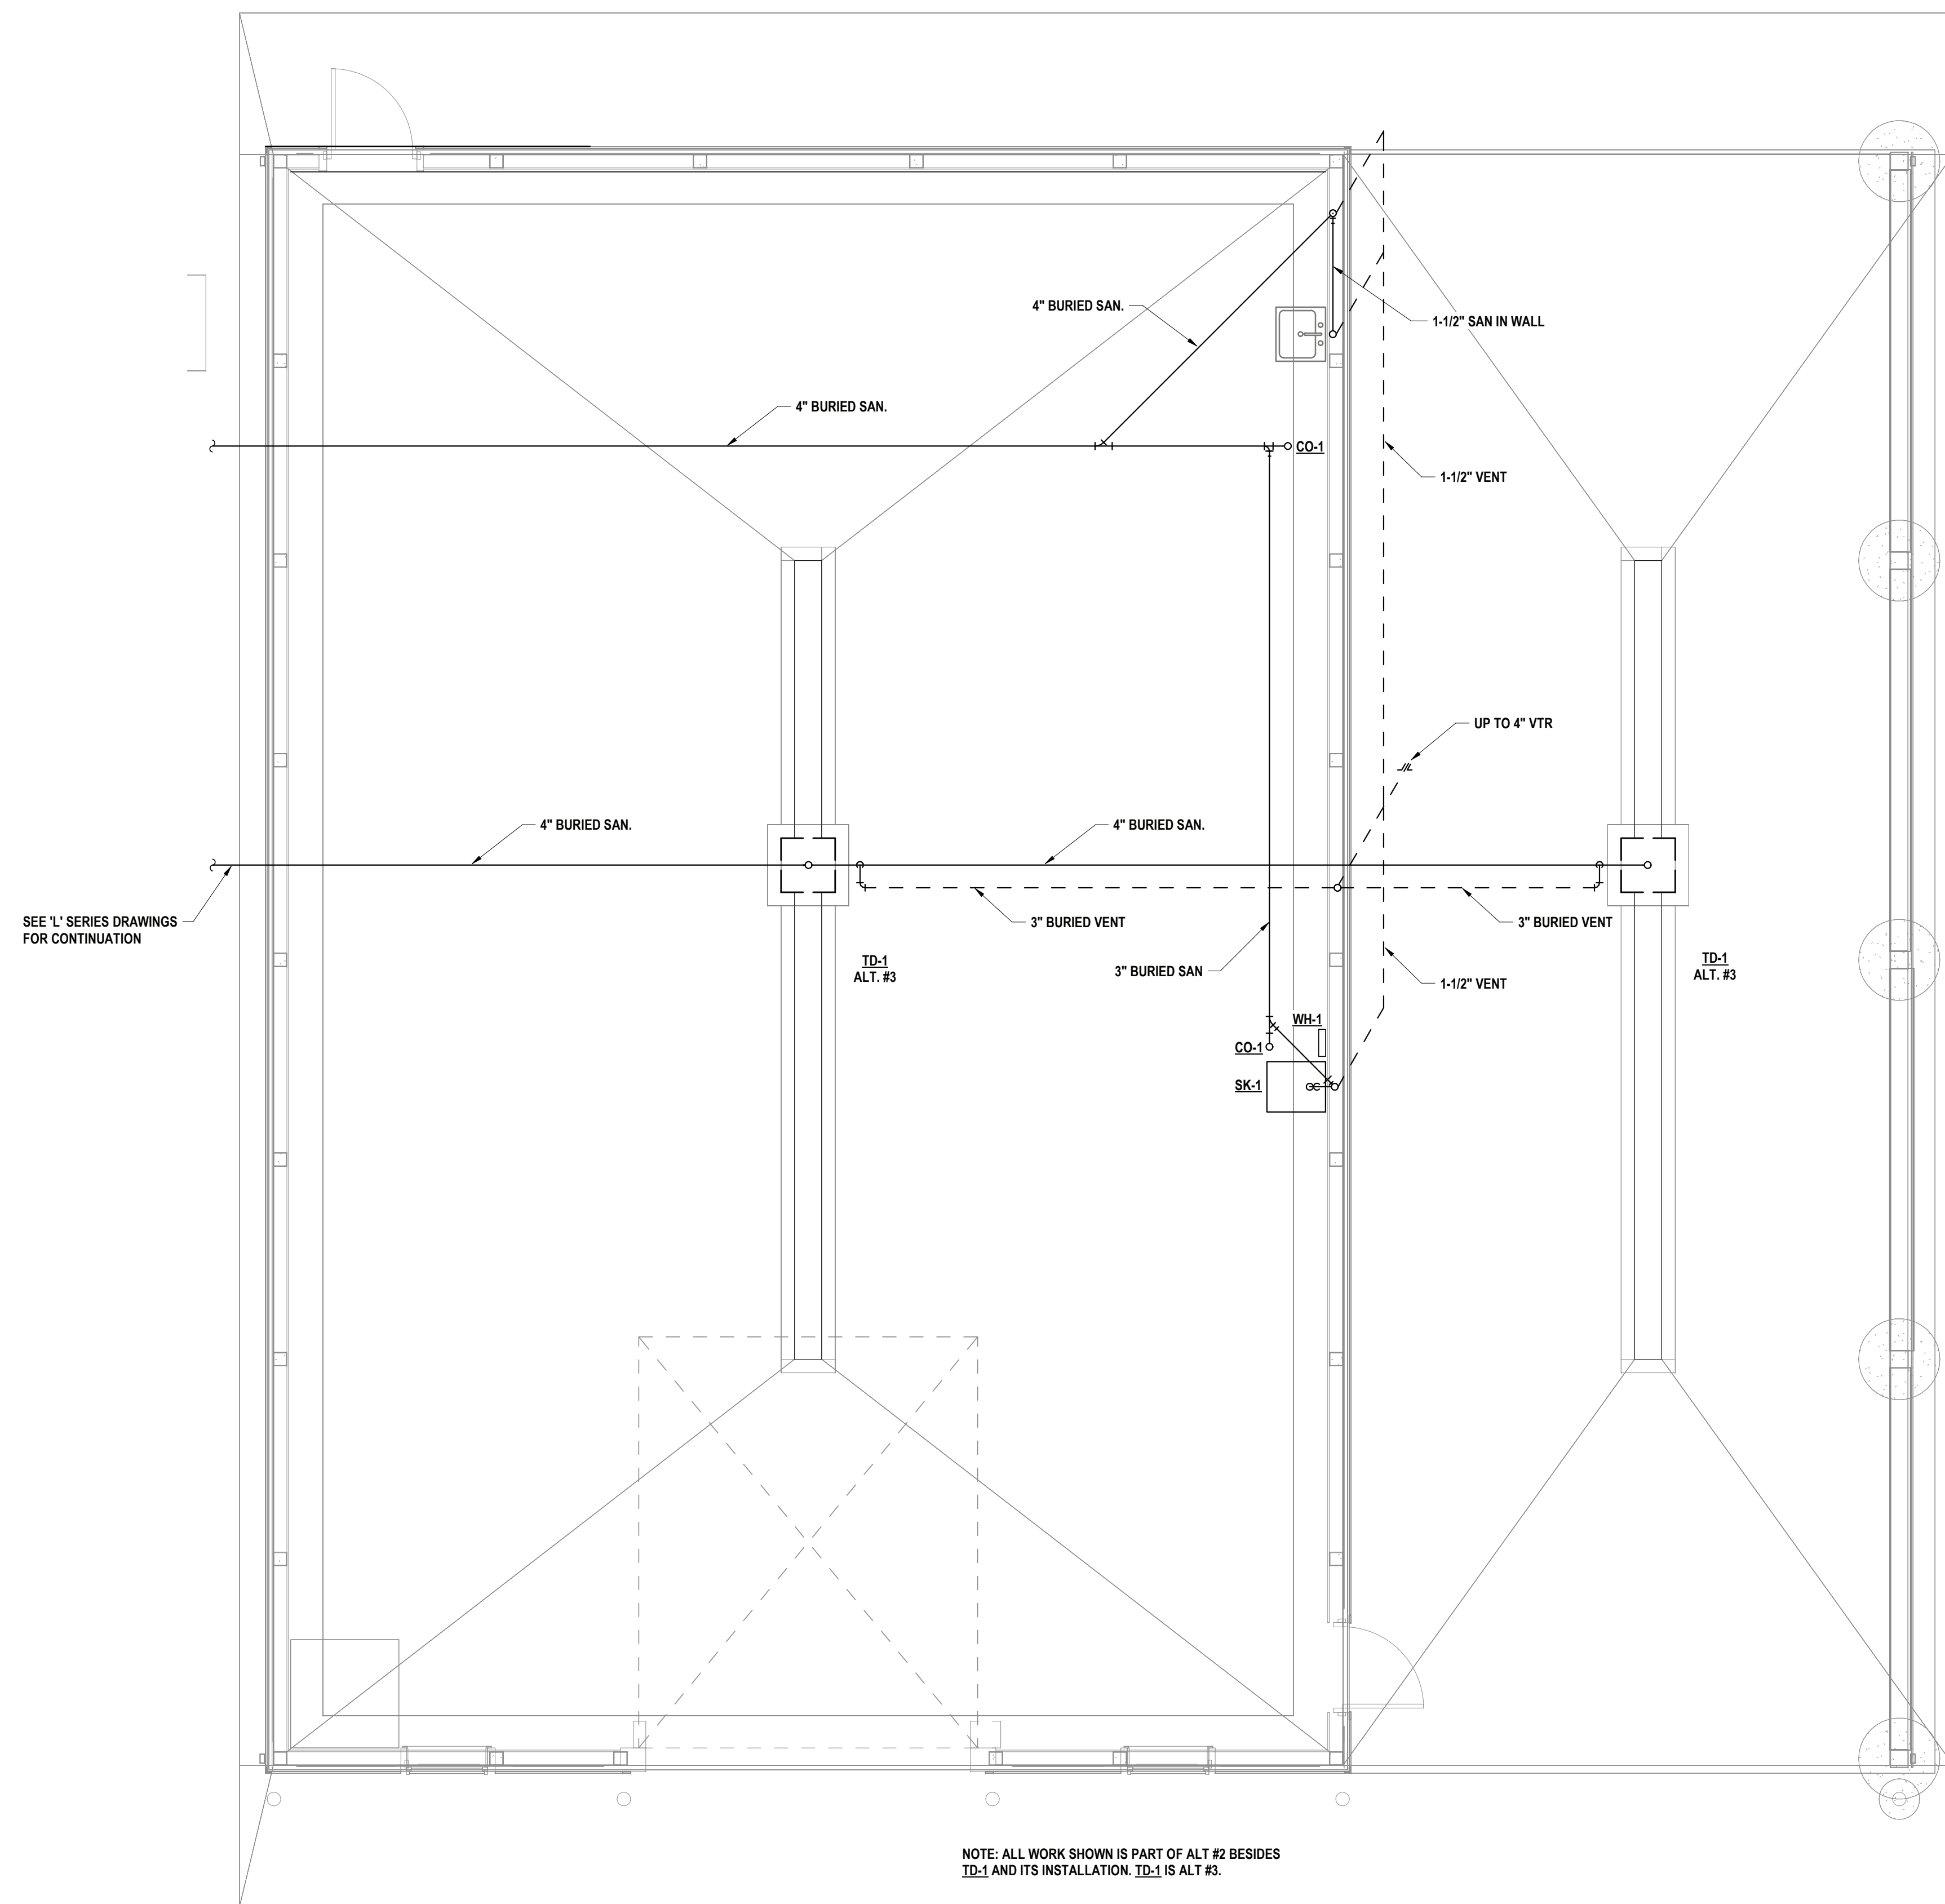 4" BURIED SAN.
1-1/2" SAN IN WALL
4" BURIED SAN.
CO-1
1-1/2" VENT
UP TO 4" VTR
4" BURIED SAN.
4" BURIED SAN.
SEE 'L' SERIES DRAWINGS
FOR CONTINUATION
3" BURIED VENT
3" BURIED VENT
TD-1
ALT. #3
3" BURIED SAN
TD-1
ALT. #3
1-1/2" VENT
WH-1
CO-1
SK-1
NOTE: ALL WORK SHOWN IS PART OF ALT #2 BESIDES
TD-1 AND ITS INSTALLATION. TD-1 IS ALT #3.